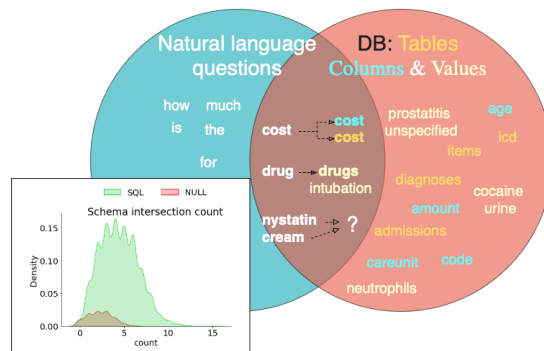 Natural language
questions
DB: Tables
Columns & Values
how much
is the
for
cost
cost
cost
drug
drugs
intubation
nystatin
cream
?
prostatitis
unspecified
age
icd
items
diagnoses
cocaine
urine
amount
admissions
careunit
code
neutrophils
SQL
NULL
Schema intersection count
Density
0.15
0.10
0.05
0.00
0
5
10
15
count